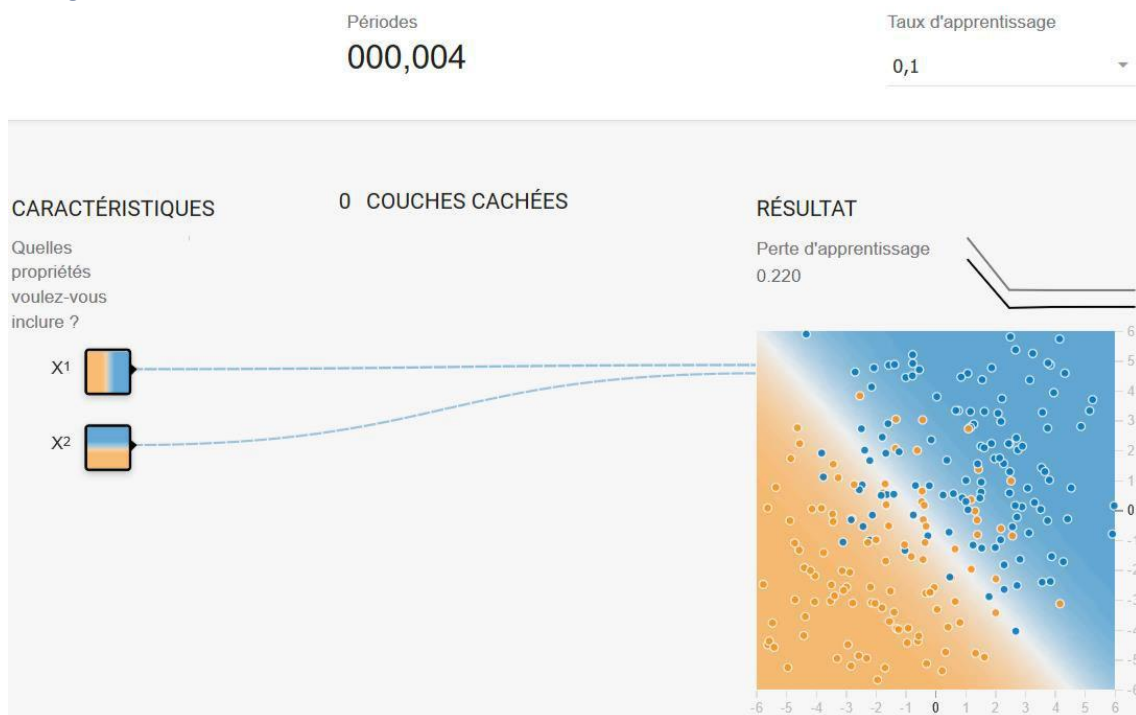 Périodes
000,004
Taux d'apprentissage
0,1
CARACTÉRISTIQUES
Quelles
propriétés
voulez-vous
inclure ?
0 COUCHES CACHÉES
RÉSULTAT
Perte d'apprentissage
0.220
X1
X2
6
5
4
3
2
1
0
-1
-2
-3
-4
-5
-6
-6 -5 -4 -3 -2 -1 0 1 2 3 4 5 6